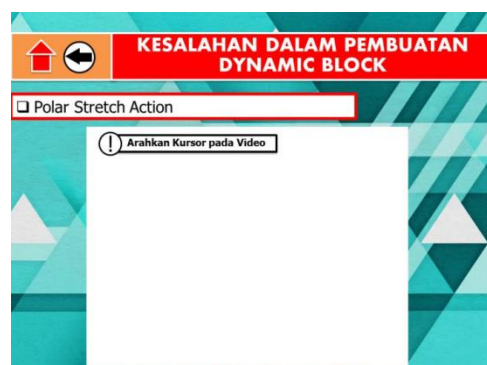 KESALAHAN DALAM PEMBUATAN
DYNAMIC BLOCK
❑ Polar Stretch Action
! Arahkan Kursor pada Video